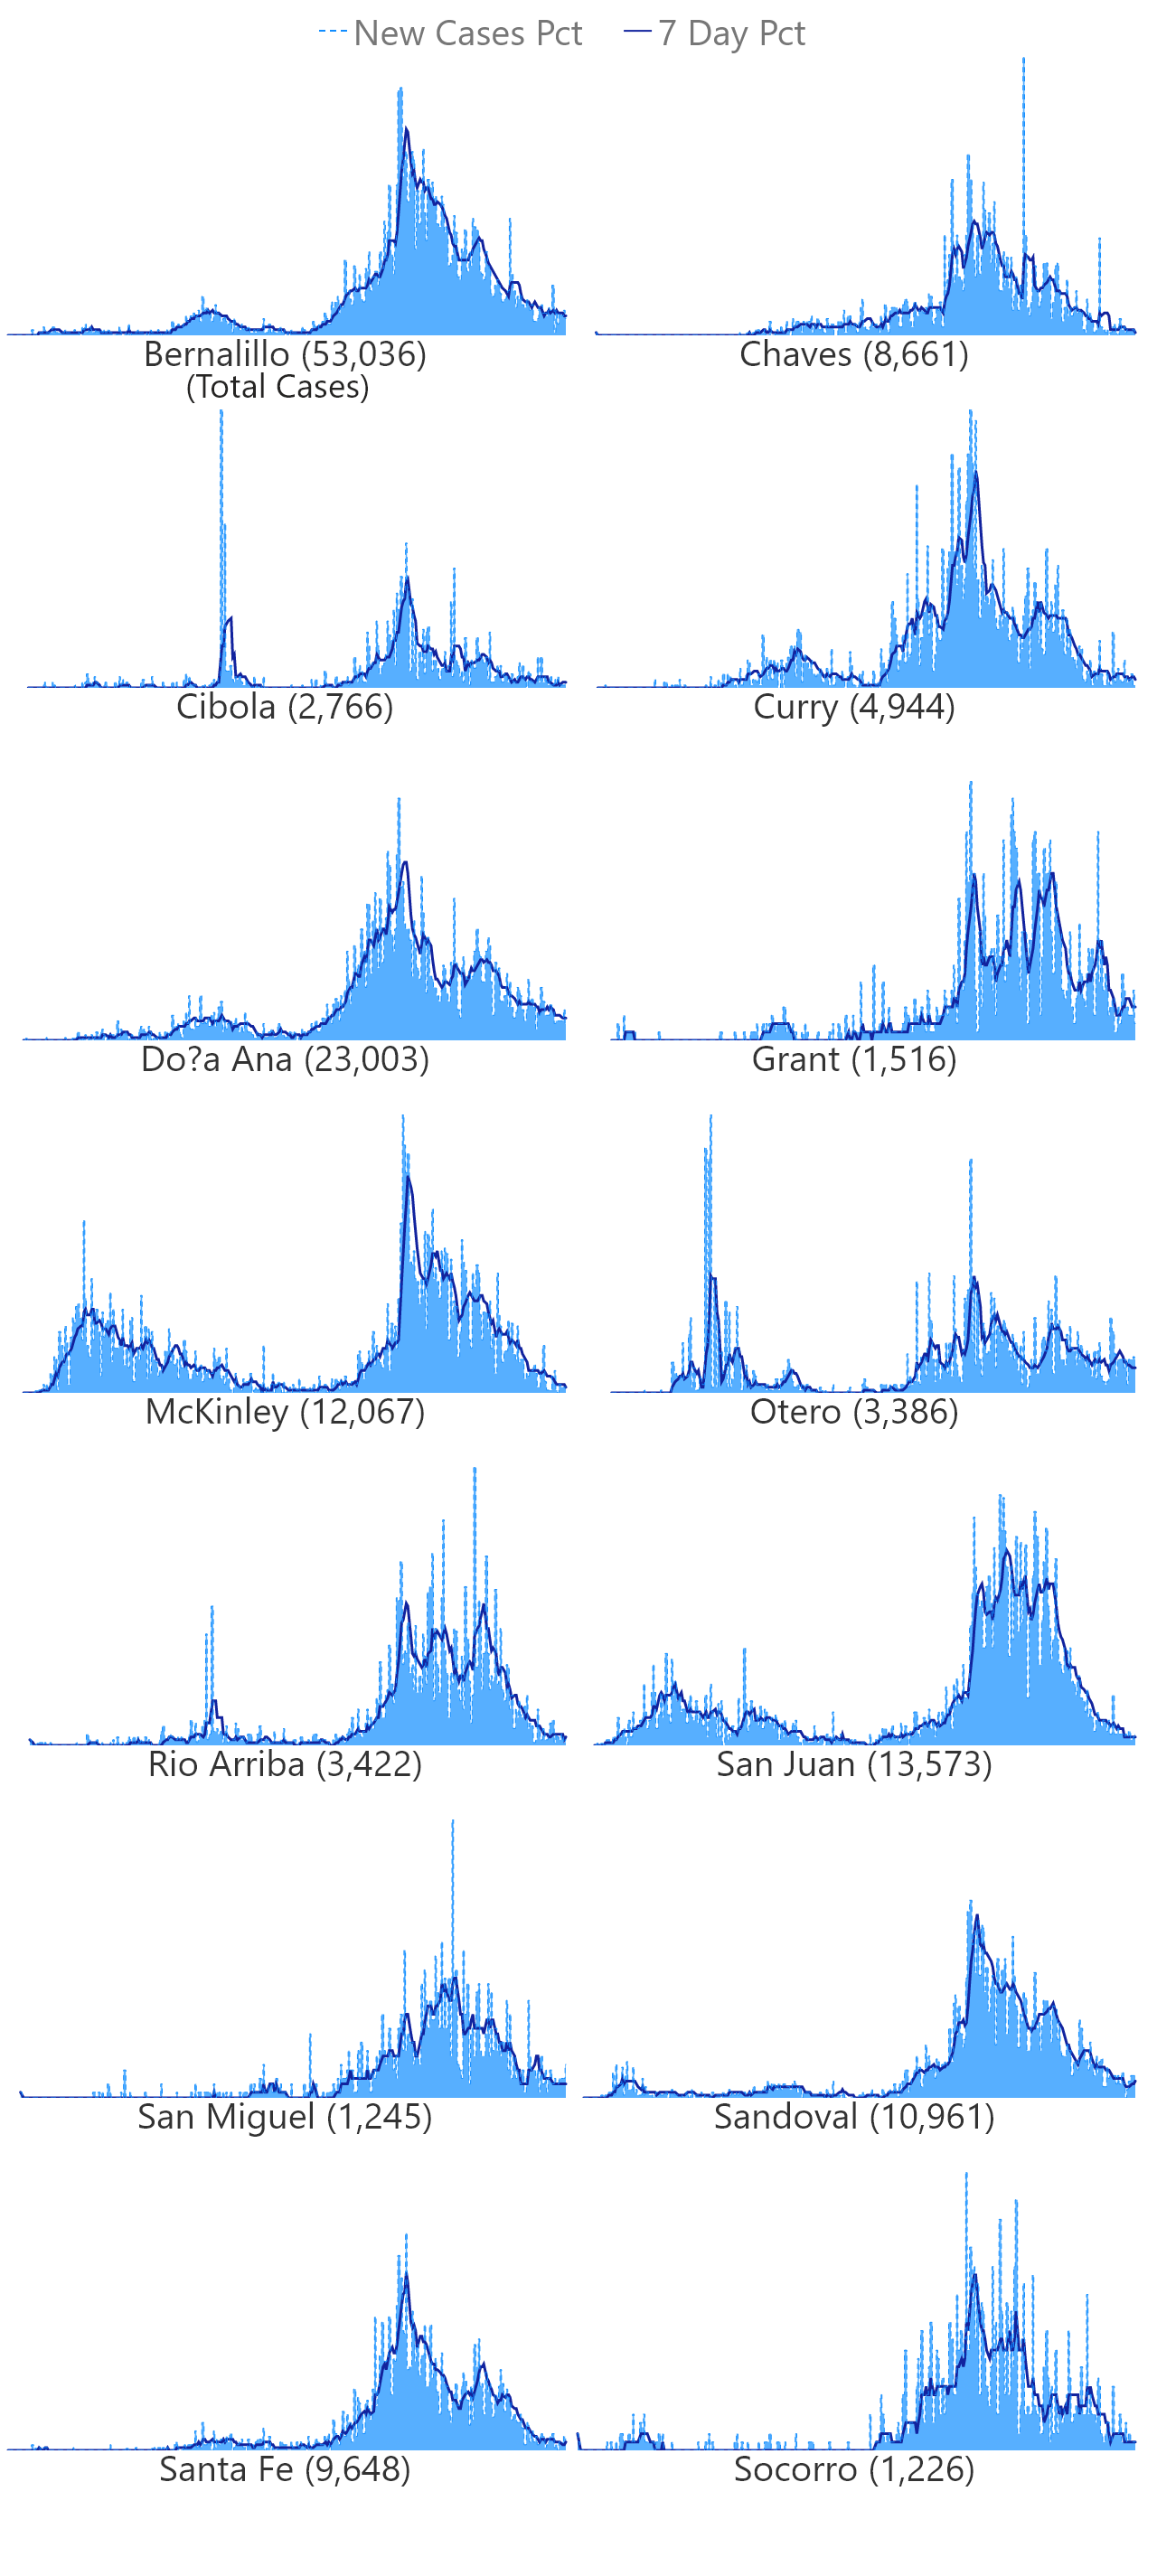 New Cases Pct 7 Day Pct
Bernalillo (53,036) Chaves (8,661)
(Total Cases)
Cibola (2,766) Curry (4,944)
Do?a Ana (23,003) Grant (1,516)
McKinley (12,067) Otero (3,386)
Rio Arriba (3,422) San Juan (13,573)
San Miguel (1,245) Sandoval (10,961)
Santa Fe (9,648) Socorro (1,226)